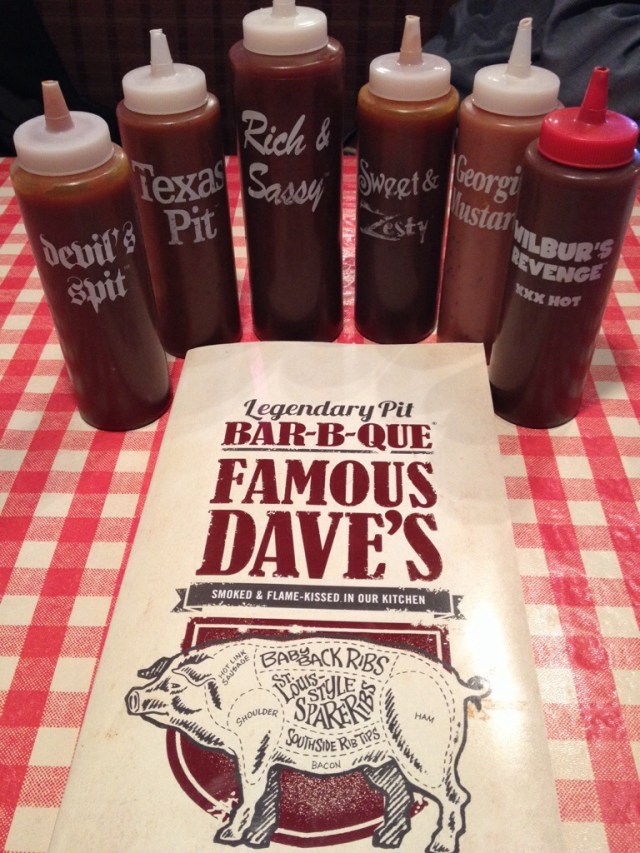 devil's
spit
Texas
Pit
Rich &
Sassy
Sweet &
Zesty
Georgi
Mustar
WILBUR'S
REVENGE
XXX HOT
Legendary Pit
BAR-B-QUE
FAMOUS
DAVE'S
SMOKED & FLAME-KISSED IN OUR KITCHEN
HOT LINK
SAUSAGE
BABY BACK RIBS
ST.
LOUIS
STYLE
SPARERIBS
SHOULDER
HAM
SOUTHSIDE RIB TIPS
BACON